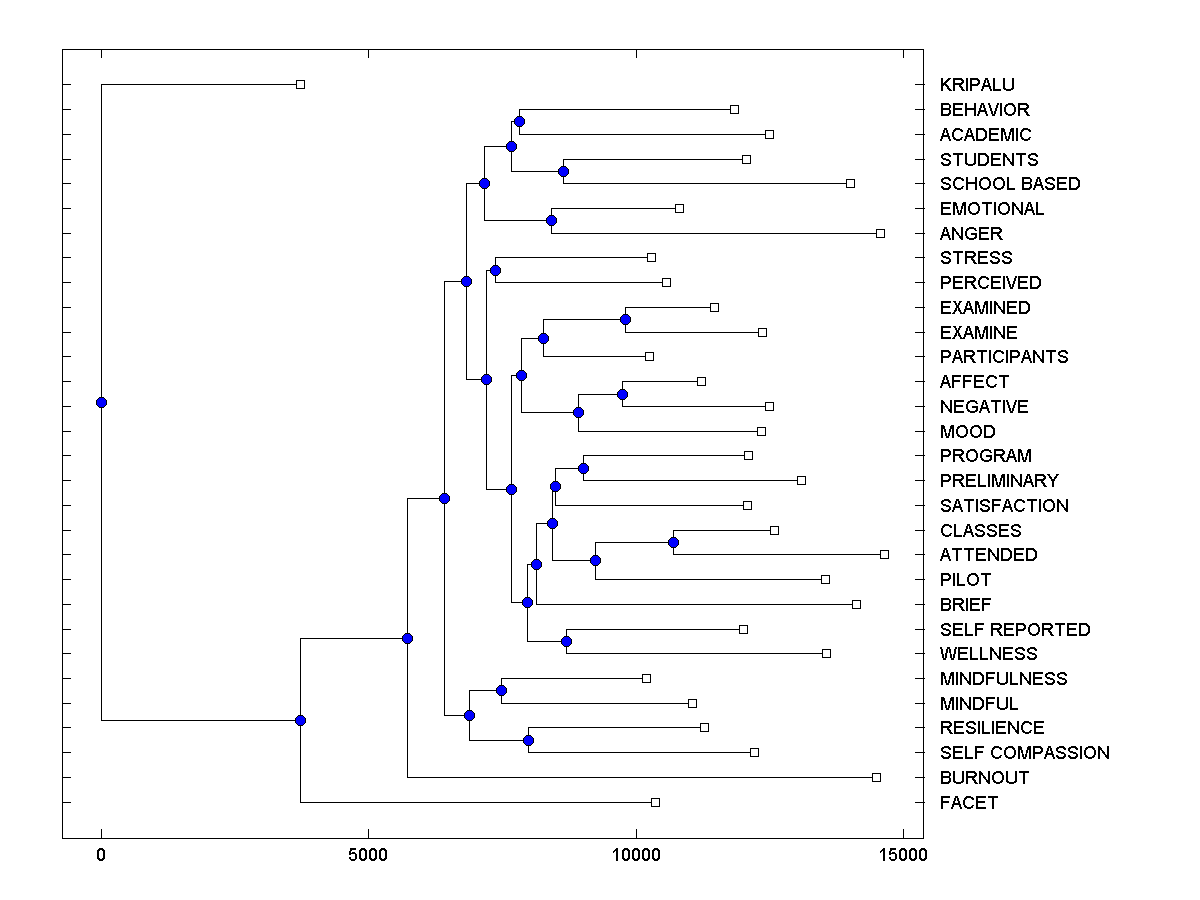 KRIPALU
BEHAVIOR
ACADEMIC
STUDENTS
SCHOOL BASED
EMOTIONAL
ANGER
STRESS
PERCEIVED
EXAMINED
EXAMINE
PARTICIPANTS
AFFECT
NEGATIVE
MOOD
PROGRAM
PRELIMINARY
SATISFACTION
CLASSES
ATTENDED
PILOT
BRIEF
SELF REPORTED
WELLNESS
MINDFULNESS
MINDFUL
RESILIENCE
SELF COMPASSION
BURNOUT
FACET
0 5000 10000 15000